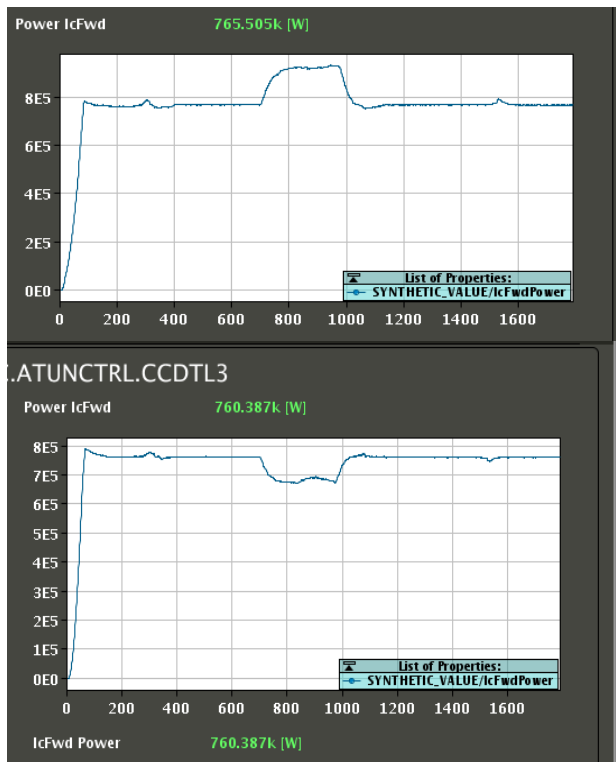 Power IcFwd 765.505k [W]
8E5
6E5
4E5
2E5
0E0
List of Properties:
SYNTHETIC_VALUE/IcFwdPower
0 200 400 600 800 1000 1200 1400 1600
.ATUNCTRL.CCDTL3
Power IcFwd 760.387k [W]
8E5
7E5
6E5
5E5
4E5
3E5
2E5
1E5
0E0
List of Properties:
SYNTHETIC_VALUE/IcFwdPower
0 200 400 600 800 1000 1200 1400 1600
IcFwd Power 760.387k [W]